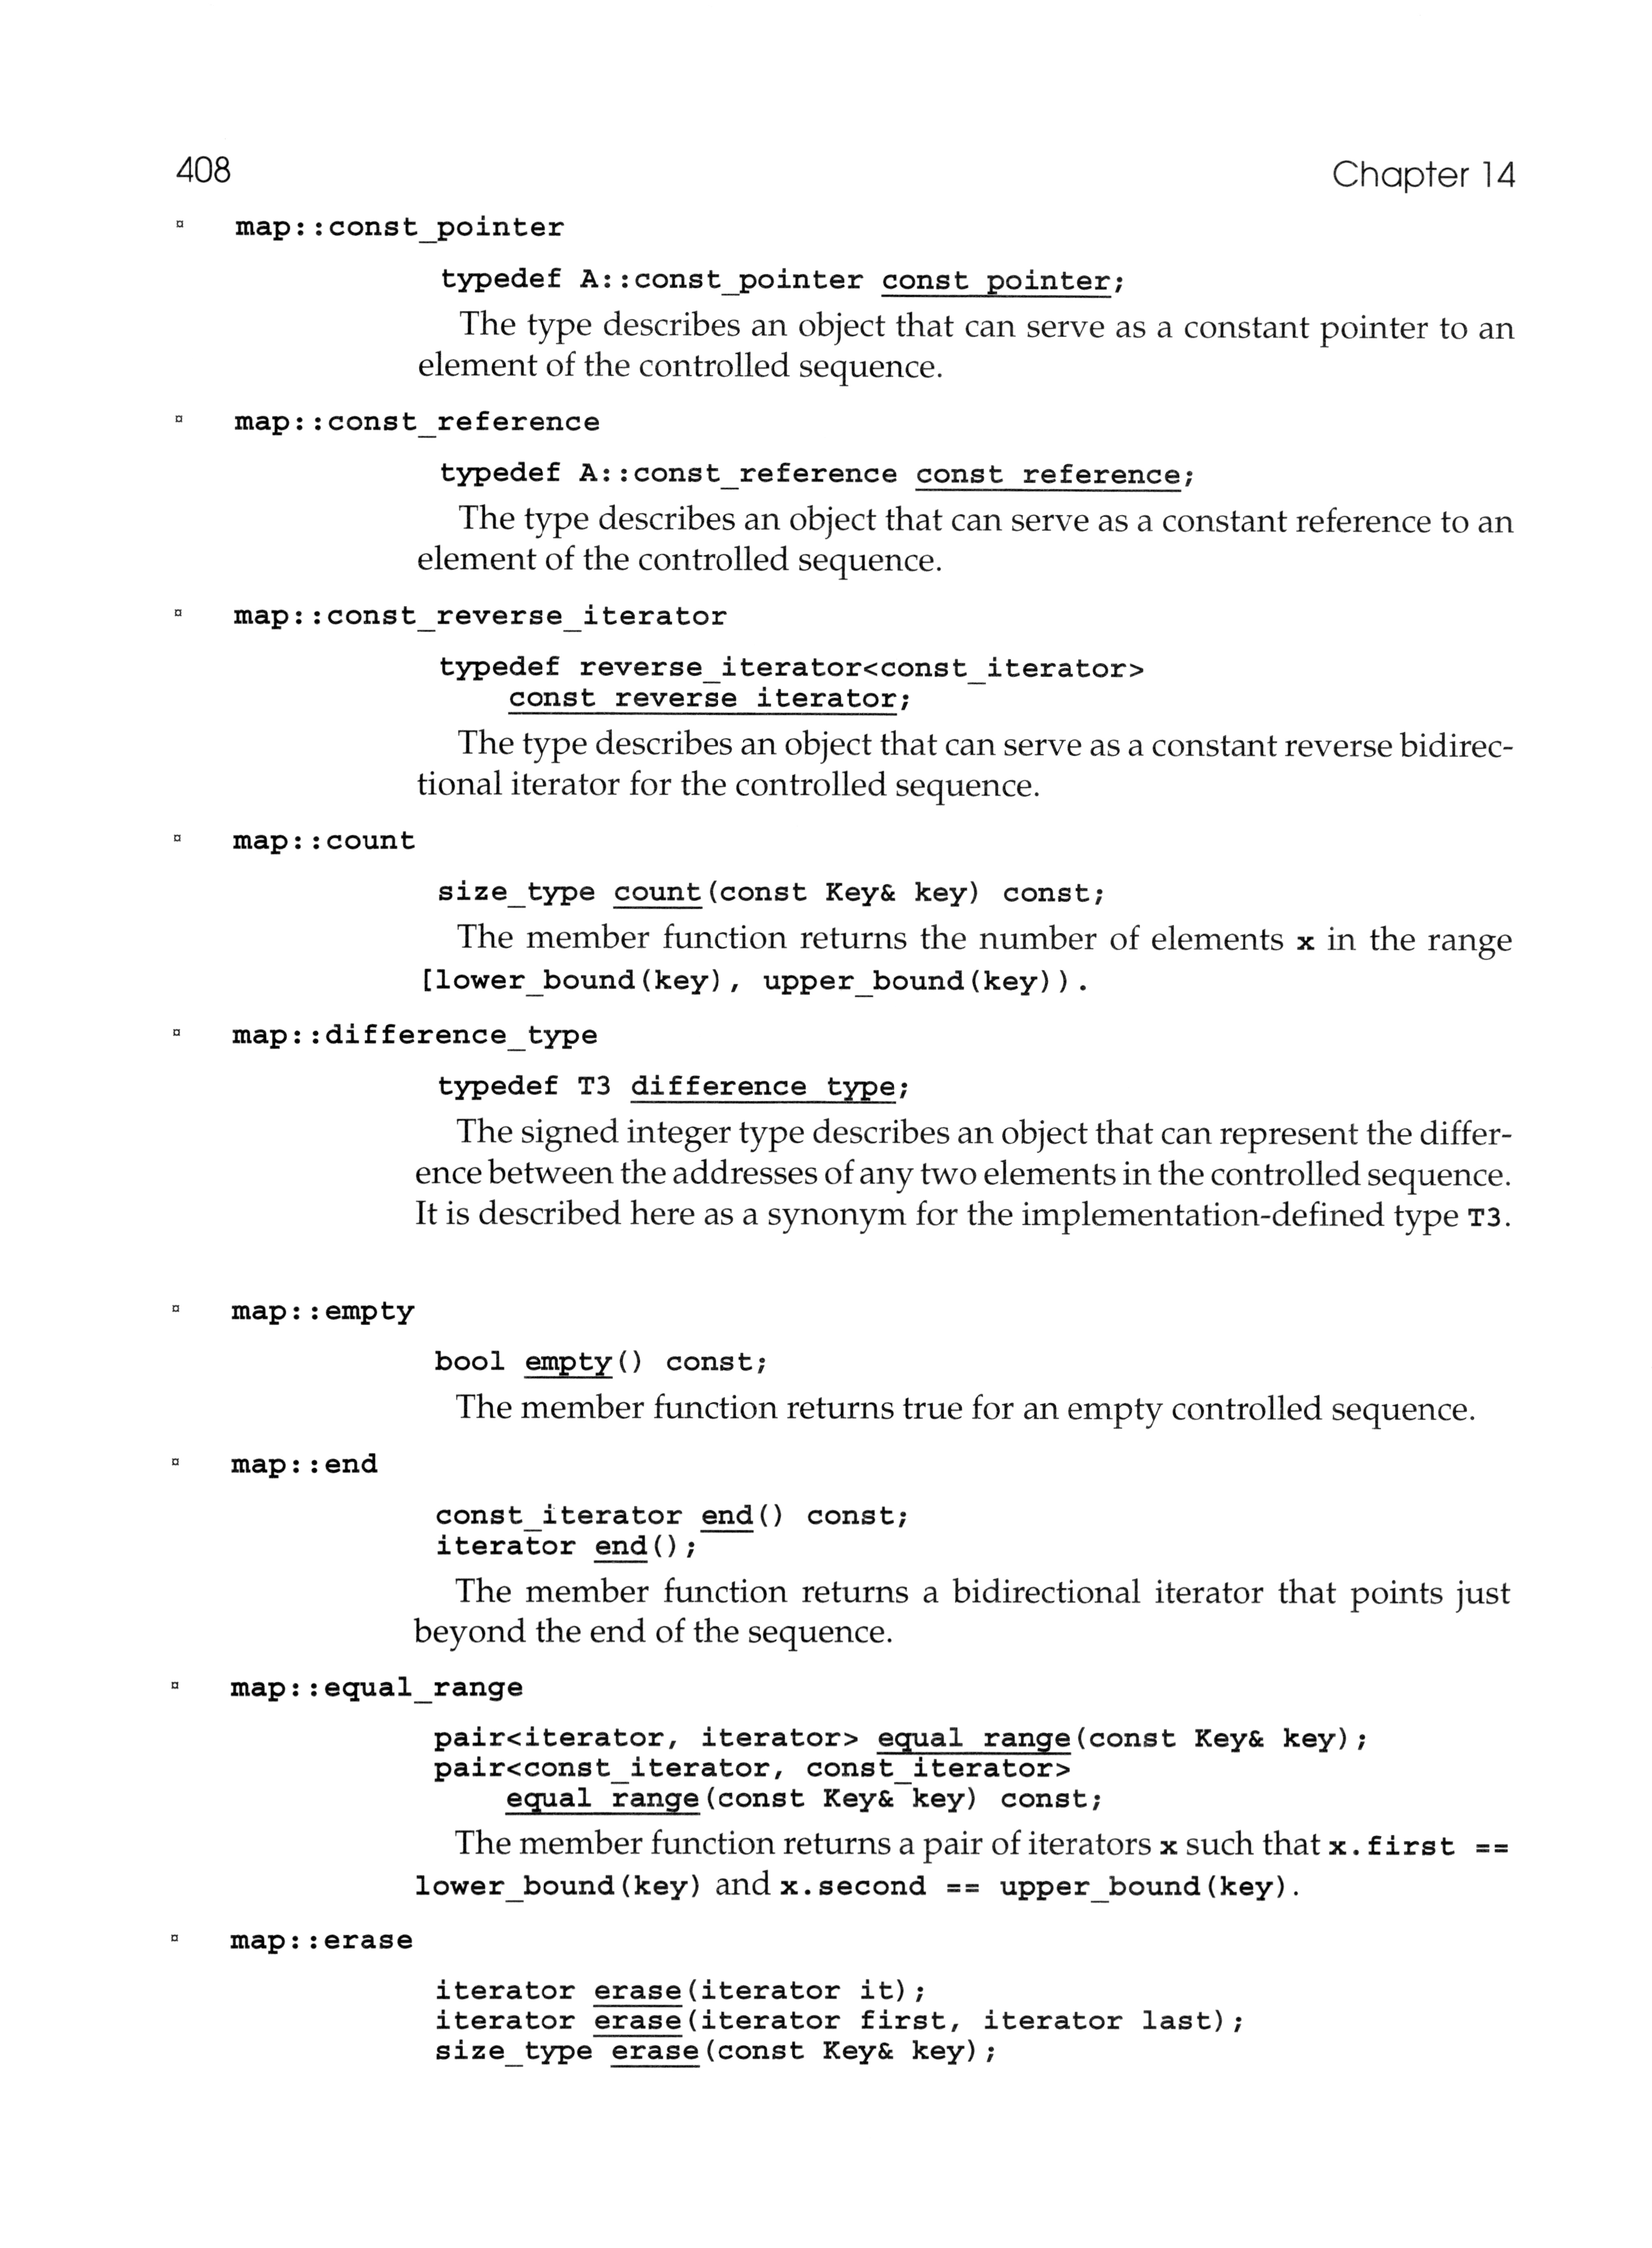 408
Chapter 14
▫ map::const_pointer
typedef A::const_pointer const_pointer;
The type describes an object that can serve as a constant pointer to an
element of the controlled sequence.
▫ map::const_reference
typedef A::const_reference const_reference;
The type describes an object that can serve as a constant reference to an
element of the controlled sequence.
▫ map::const_reverse_iterator
typedef reverse_iterator<const_iterator>
const_reverse_iterator;
The type describes an object that can serve as a constant reverse bidirec-
tional iterator for the controlled sequence.
▫ map::count
size_type count(const Key& key) const;
The member function returns the number of elements x in the range
[lower_bound(key), upper_bound(key)).
▫ map::difference_type
typedef T3 difference_type;
The signed integer type describes an object that can represent the differ-
ence between the addresses of any two elements in the controlled sequence.
It is described here as a synonym for the implementation-defined type T3.
▫ map::empty
bool empty() const;
The member function returns true for an empty controlled sequence.
▫ map::end
const_iterator end() const;
iterator end();
The member function returns a bidirectional iterator that points just
beyond the end of the sequence.
▫ map::equal_range
pair<iterator, iterator> equal_range(const Key& key);
pair<const_iterator, const_iterator>
equal_range(const Key& key) const;
The member function returns a pair of iterators x such that x.first ==
lower_bound(key) and x.second == upper_bound(key).
▫ map::erase
iterator erase(iterator it);
iterator erase(iterator first, iterator last);
size_type erase(const Key& key);